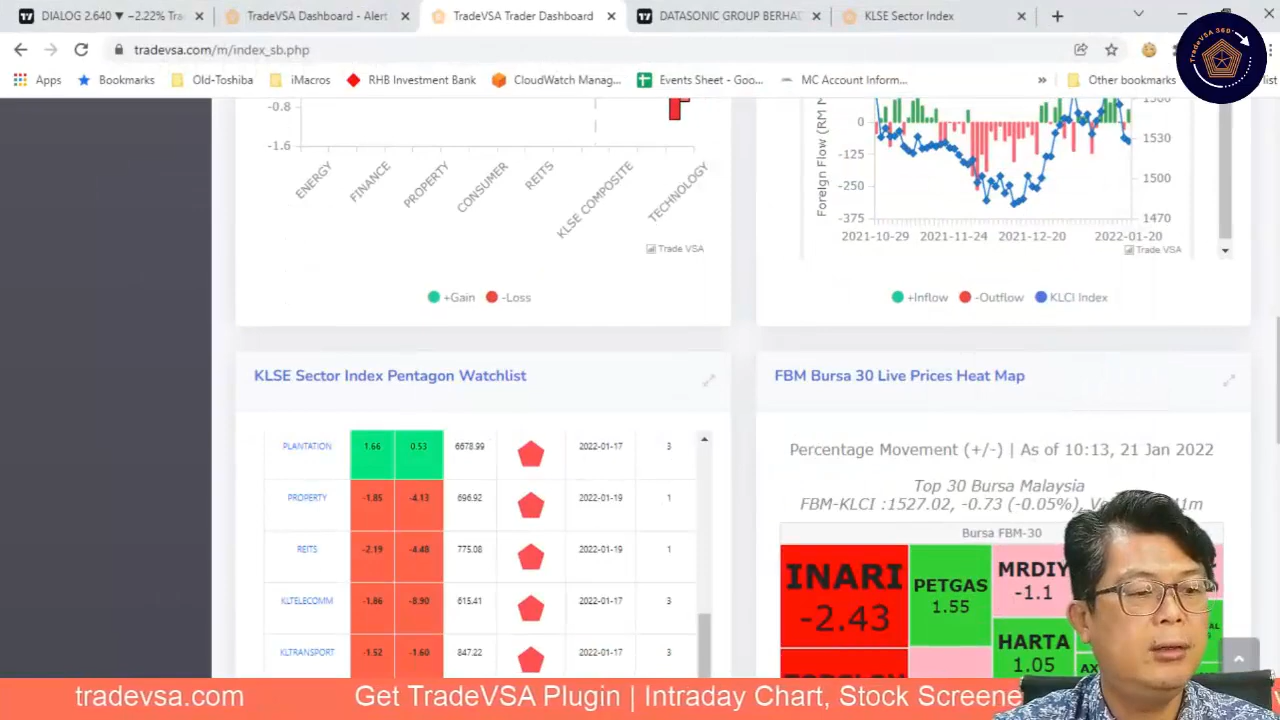 DIALOG 2.640 ▼ −2.22% Tra
TradeVSA Dashboard - Alert
TradeVSA Trader Dashboard
DATASONIC GROUP BERHAD
KLSE Sector Index
tradevsa.com/m/index_sb.php
TradeVSA 360°
Apps
Bookmarks
Old-Toshiba
iMacros
RHB Investment Bank
CloudWatch Manag...
Events Sheet - Goo...
MC Account Inform...
»
Other bookmarks
list
-0.8
-1.6
ENERGY
FINANCE
PROPERTY
CONSUMER
REITS
KLSE COMPOSITE
TECHNOLOGY
Trade VSA
+Gain
-Loss
Foreign Flow (RM M
0
-125
-250
-375
1560
1530
1500
1470
2021-10-29
2021-11-24
2021-12-20
2022-01-20
Trade VSA
+Inflow
-Outflow
KLCI Index
KLSE Sector Index Pentagon Watchlist
PLANTATION 1.66 0.53 6678.99 2022-01-17 3
PROPERTY -1.85 -4.13 696.92 2022-01-19 1
REITS -2.19 -4.48 775.08 2022-01-19 1
KLTELECOMM -1.86 -8.90 615.41 2022-01-17 3
KLTRANSPORT -1.52 -1.60 847.22 2022-01-17 3
FBM Bursa 30 Live Prices Heat Map
Percentage Movement (+/-) | As of 10:13, 21 Jan 2022
Top 30 Bursa Malaysia
FBM-KLCI :1527.02, -0.73 (-0.05%),
Bursa FBM-30
INARI
-2.43
PETGAS
1.55
MRDIY
-1.1
HARTA
1.05
AX
tradevsa.com
Get TradeVSA Plugin | Intraday Chart, Stock Screene